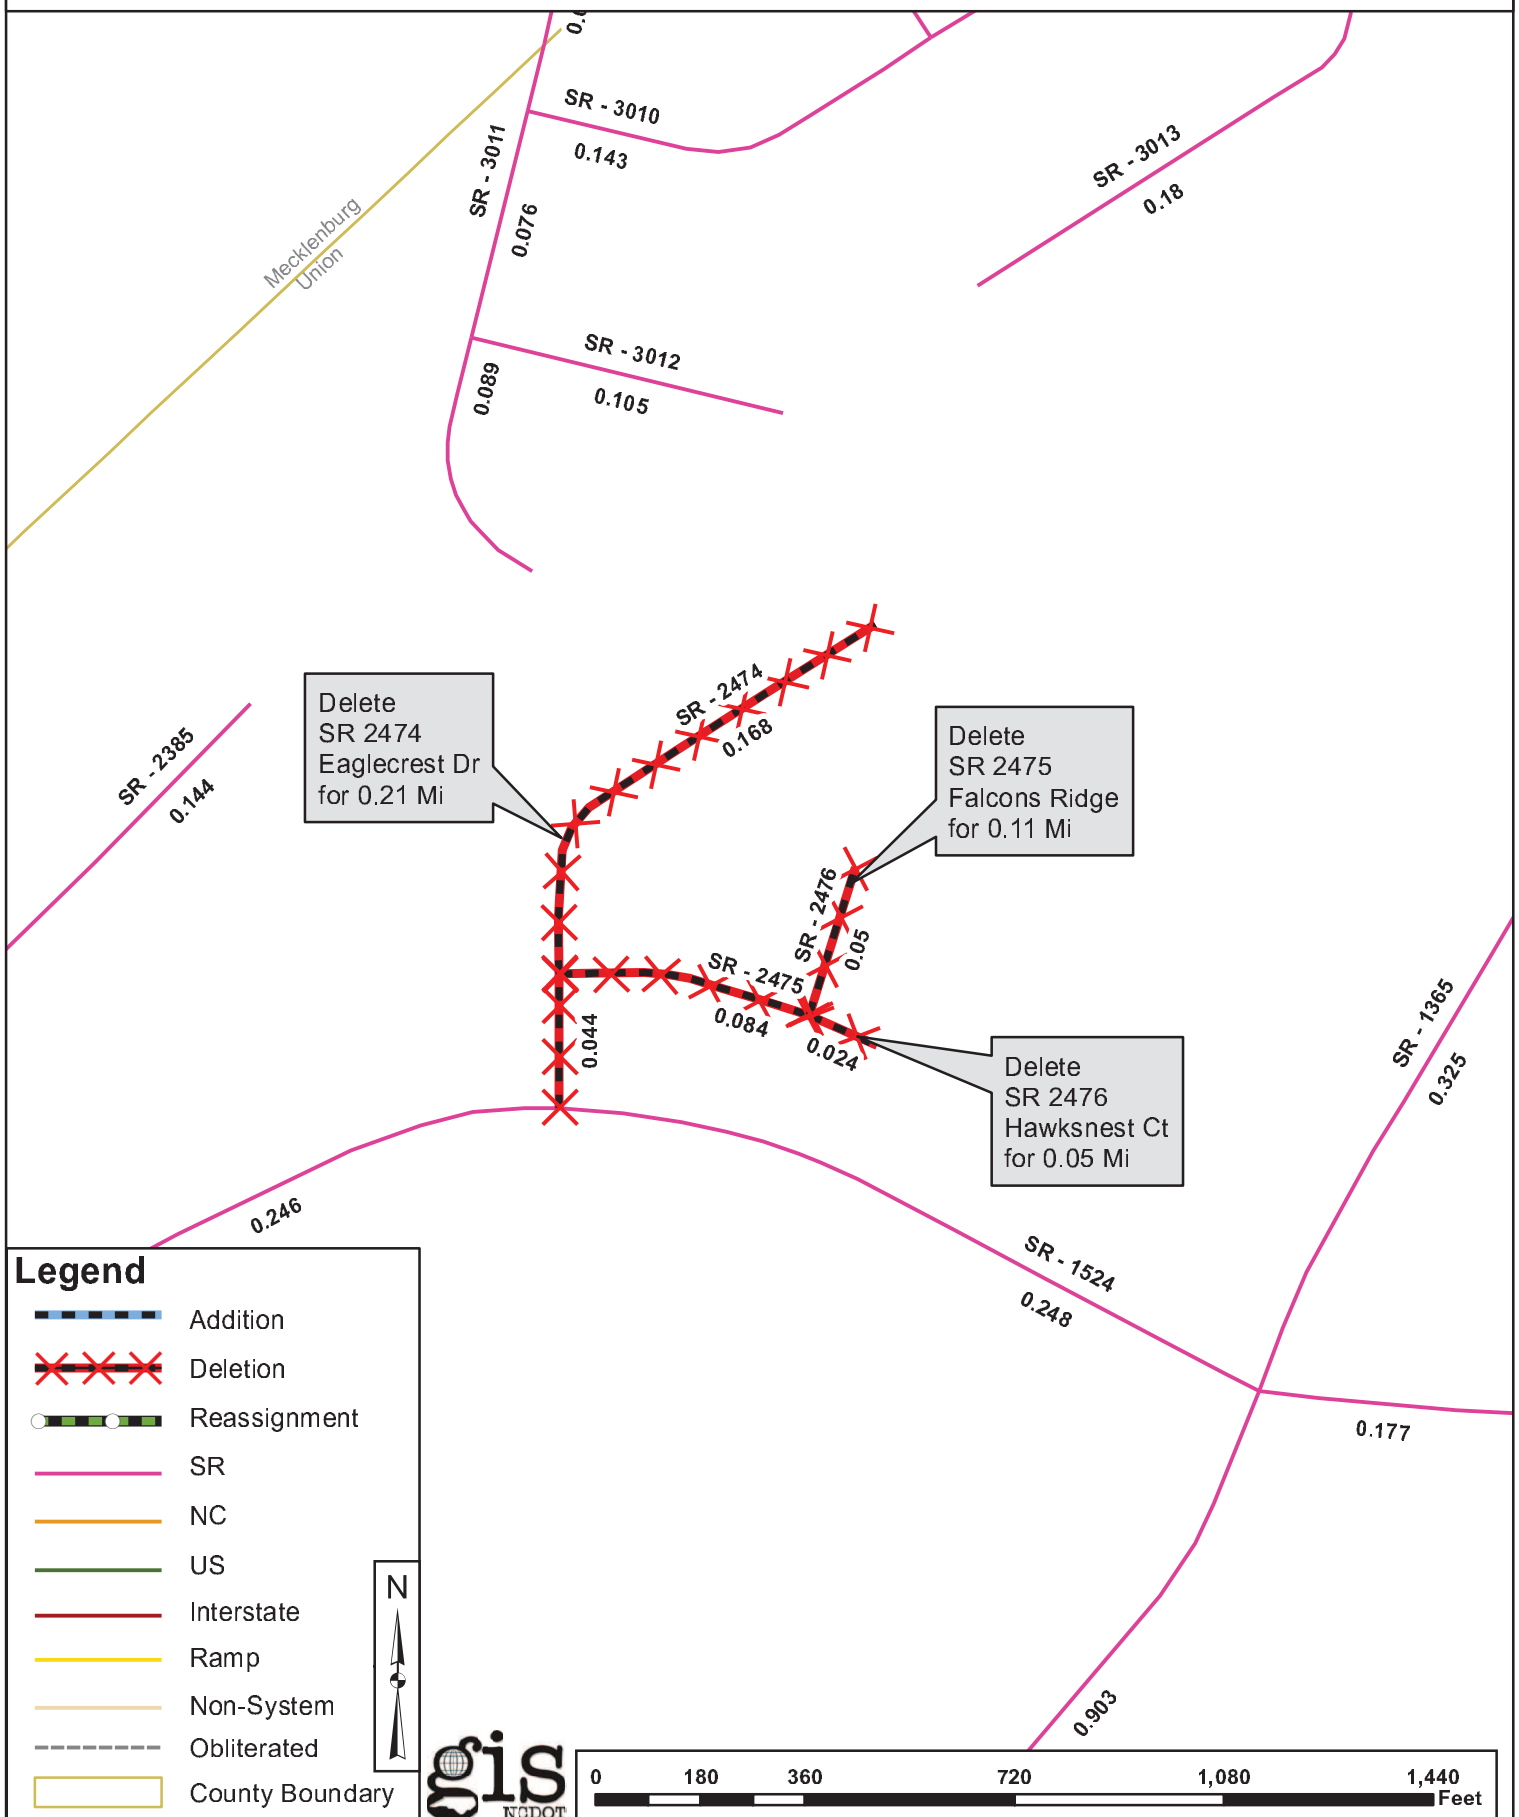 SR - 3010
0.143
SR - 3011
0.076
SR - 3013
0.18
Mecklenburg
Union
SR - 3012
0.105
0.089
Delete
SR 2474
Eaglecrest Dr
for 0.21 Mi
SR - 2474
0.168
Delete
SR 2475
Falcons Ridge
for 0.11 Mi
SR - 2385
0.144
SR - 2476
0.05
SR - 2475
0.084
0.024
0.044
Delete
SR 2476
Hawksnest Ct
for 0.05 Mi
SR - 1365
0.325
0.246
SR - 1524
0.248
0.177
0.903
Legend
Addition
Deletion
Reassignment
SR
NC
US
Interstate
Ramp
Non-System
Obliterated
County Boundary
N
gis
NCDOT
0 180 360 720 1,080 1,440
Feet